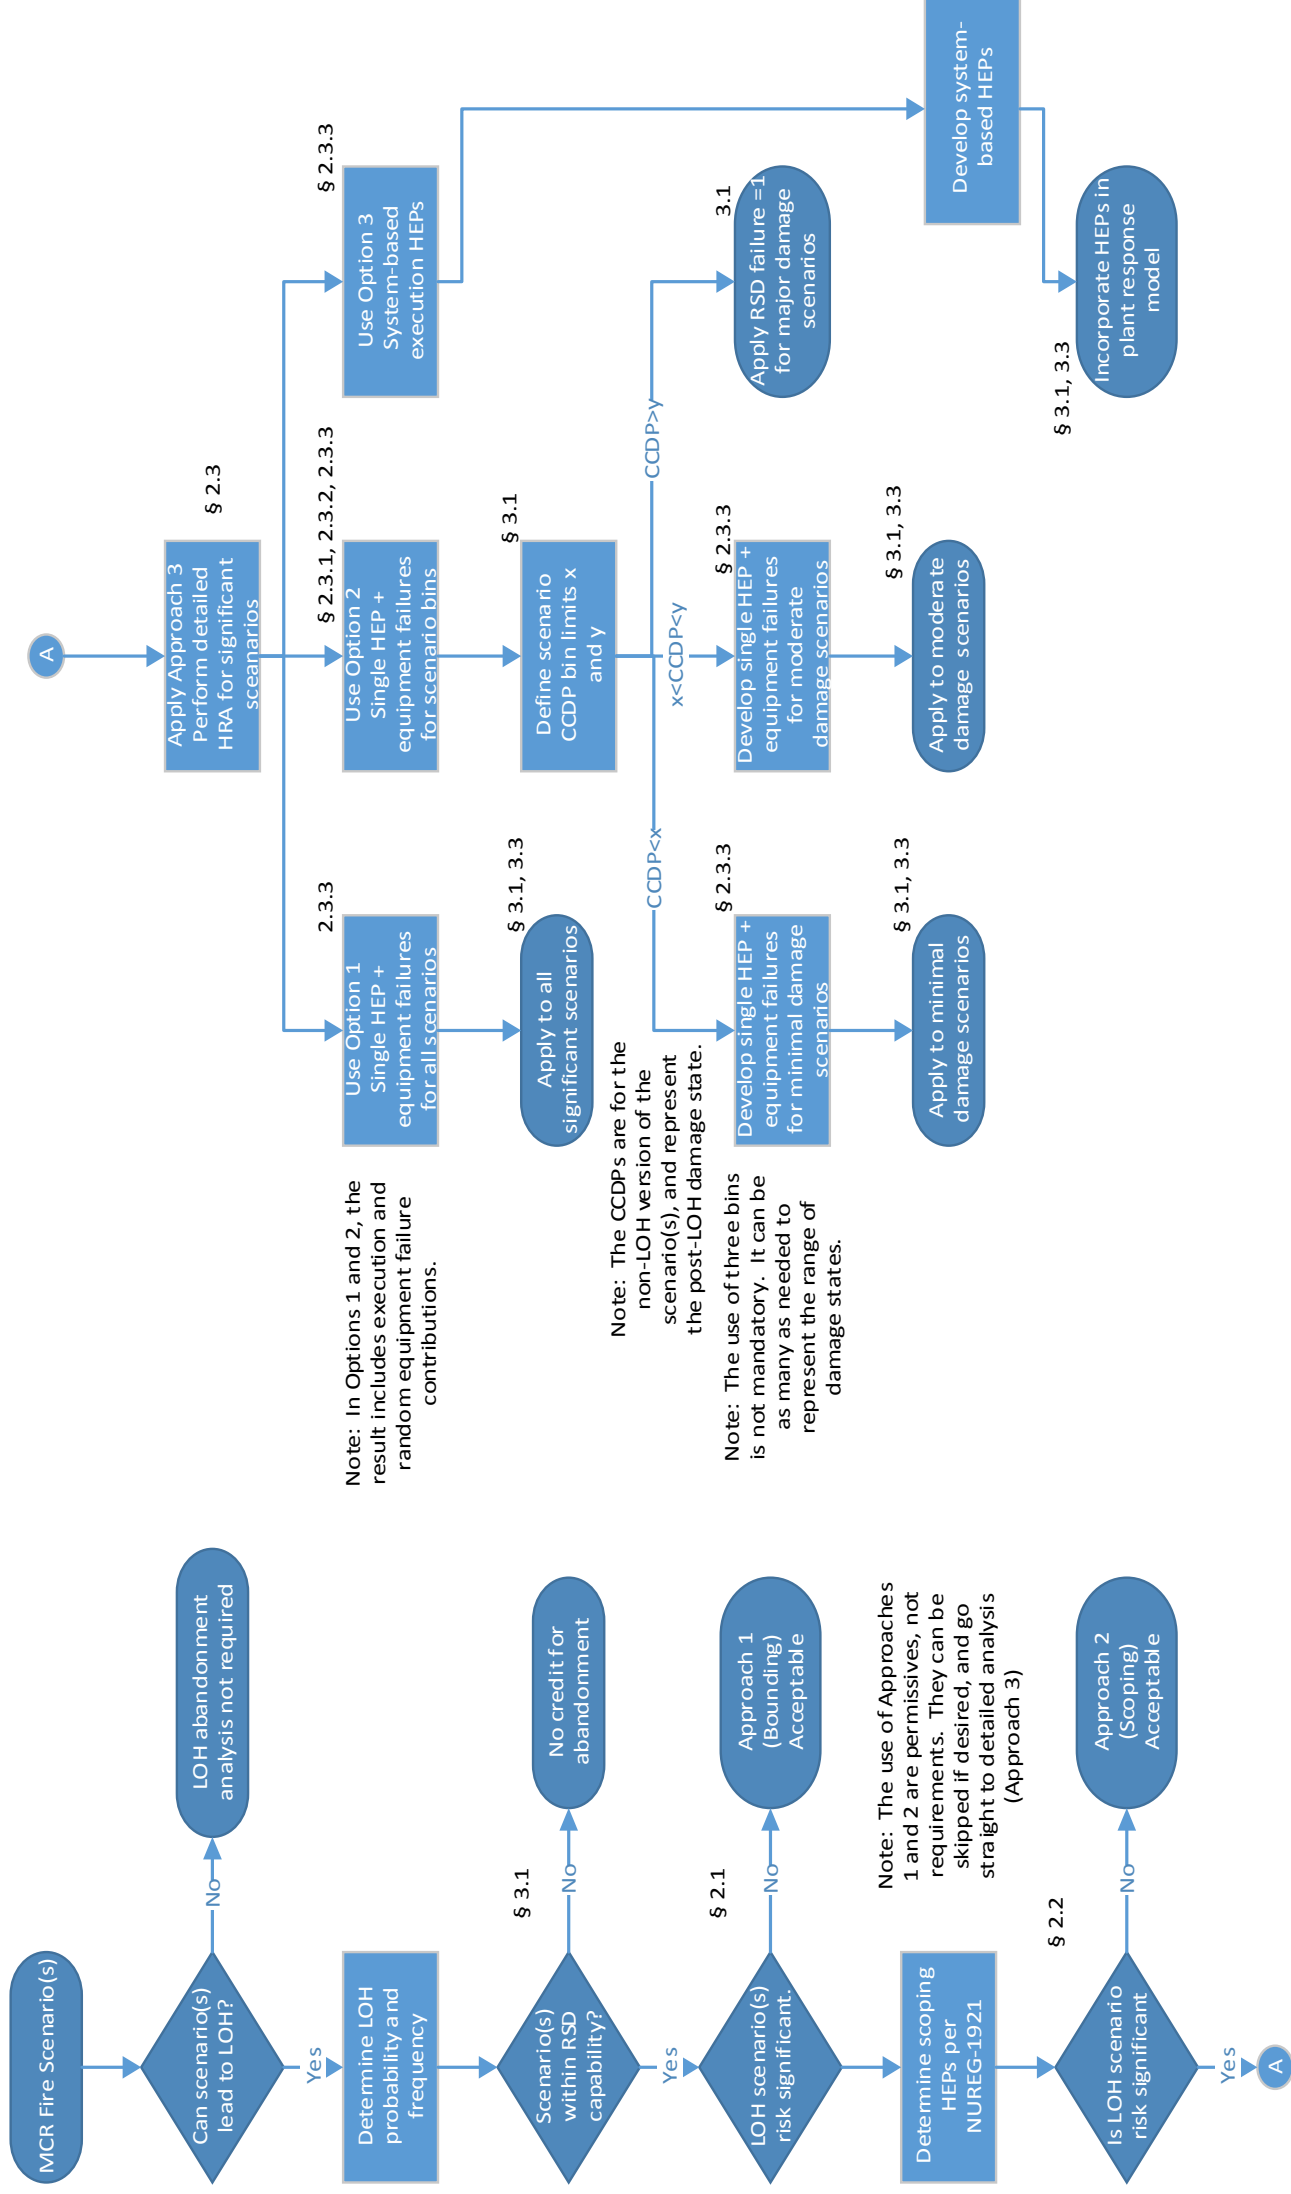 MCR Fire Scenario(s)
Can scenario(s)
lead to LOH?
No
LOH abandonment
analysis not required
Yes
Determine LOH
probability and
frequency
§ 3.1
Scenario(s)
within RSD
capability?
No
No credit for
abandonment
Yes
§ 2.1
LOH scenario(s)
risk significant.
No
Approach 1
(Bounding)
Acceptable
Determine scoping
HEPs per
NUREG-1921
Note: The use of Approaches
1 and 2 are permissives, not
requirements. They can be
skipped if desired, and go
straight to detailed analysis
(Approach 3)
§ 2.2
Is LOH scenario
risk significant
No
Approach 2
(Scoping)
Acceptable
Yes
A
A
Apply Approach 3
Perform detailed
HRA for significant
sceanarios
§ 2.3
2.3.3
Use Option 1
Single HEP +
equipment failures
for all scenarios
§ 2.3.1, 2.3.2, 2.3.3
Use Option 2
Single HEP +
equipment failures
for scenario bins
§ 2.3.3
Use Option 3
System-based
execution HEPs
Note: In Options 1 and 2, the
result includes execution and
random equipment failure
contributions.
§ 3.1, 3.3
Apply to all
significant scenarios
§ 3.1
Define scenario
CCDP bin limits x
and y
Note: The CCDPs are for the
non-LOH version of the
scenario(s), and represent
the post-LOH damage state.
CCDP<x
x<CCDP<y
CCDP>y
Note: The use of three bins
is not mandatory. It can be
as many as needed to
represent the range of
damage states.
§ 2.3.3
Develop single HEP +
equipment failures
for minimal damage
scenarios
§ 2.3.3
Develop single HEP +
equipment failures
for moderate
damage scenarios
3.1
Apply RSD failure =1
for major damage
scenarios
§ 3.1, 3.3
Apply to minimal
damage scenarios
§ 3.1, 3.3
Apply to moderate
damage scenarios
Develop system-
based HEPs
§ 3.1, 3.3
Incorporate HEPs in
plant response
model